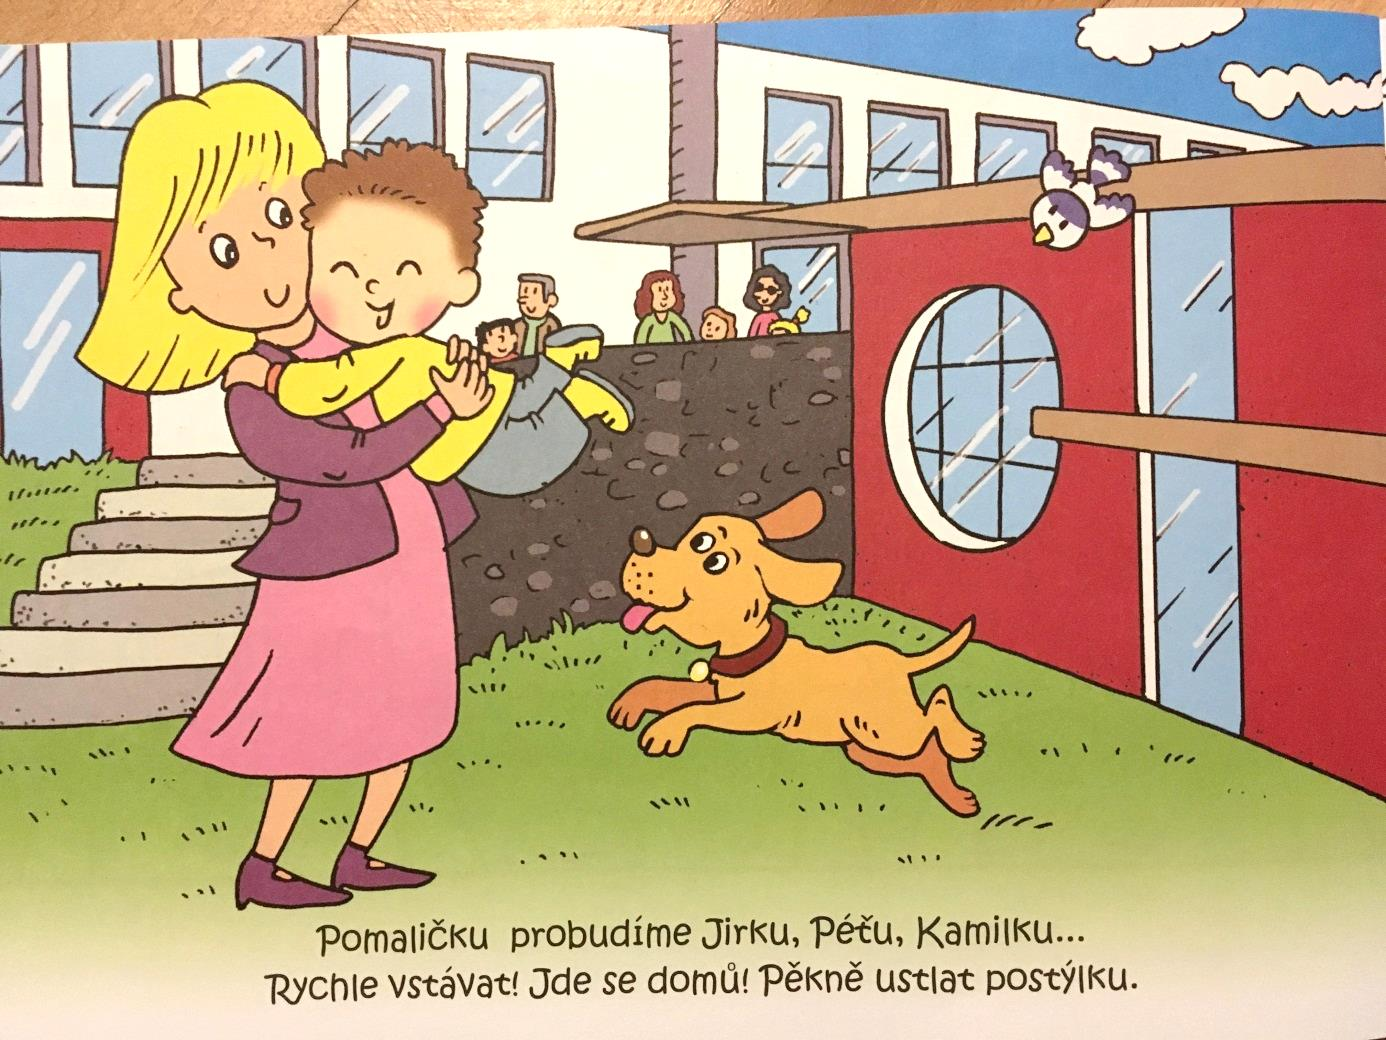 Pomaličku probudíme Jirku, Péťu, Kamilku...
Rychle vstávat! Jde se domů! Pěkně ustlat postýlku.